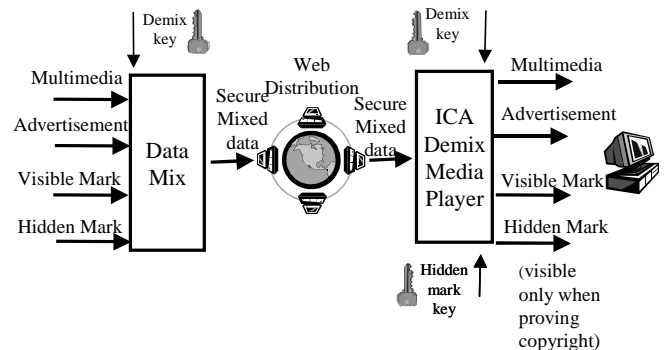 Demix
key
Multimedia
Advertisement
Visible Mark
Hidden Mark
Data
Mix
Secure
Mixed
data
Web
Distribution
Secure
Mixed
data
Demix
key
ICA
Demix
Media
Player
Hidden
mark
key
Multimedia
Advertisement
Visible Mark
Hidden Mark
(visible
only when
proving
copyright)